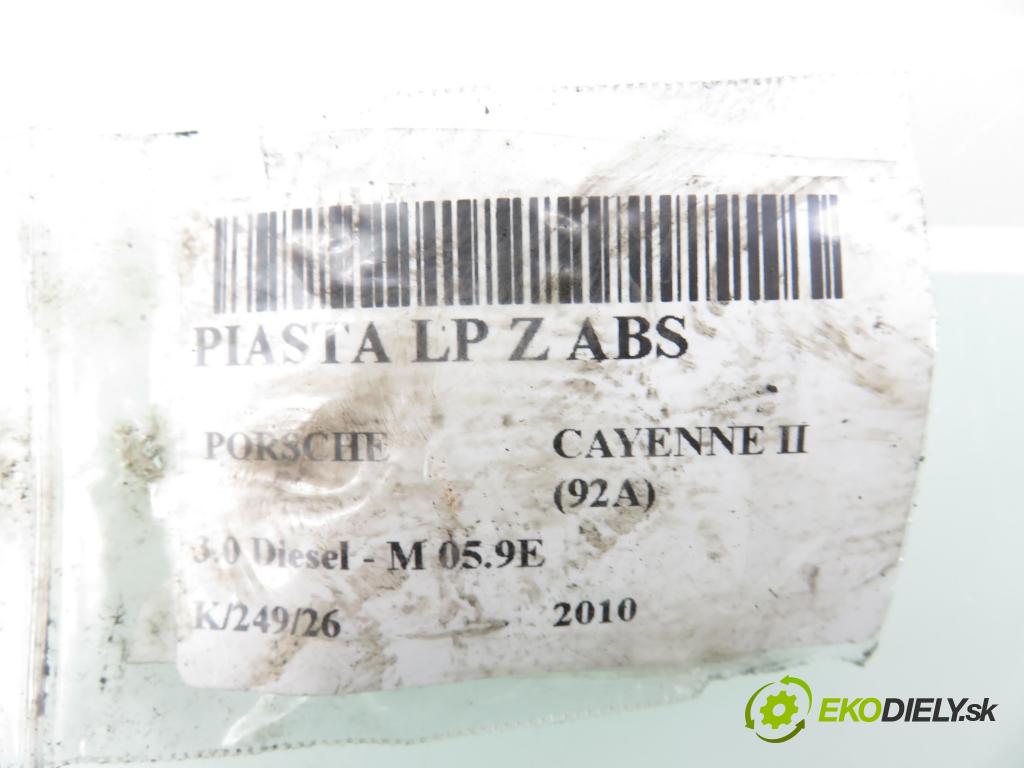 PIASTA LP Z ABS
PORSCHE CAYENNE II
(92A)
3.0 Diesel - M 05.9E
K/249/26 2010
EKODIELY.sk